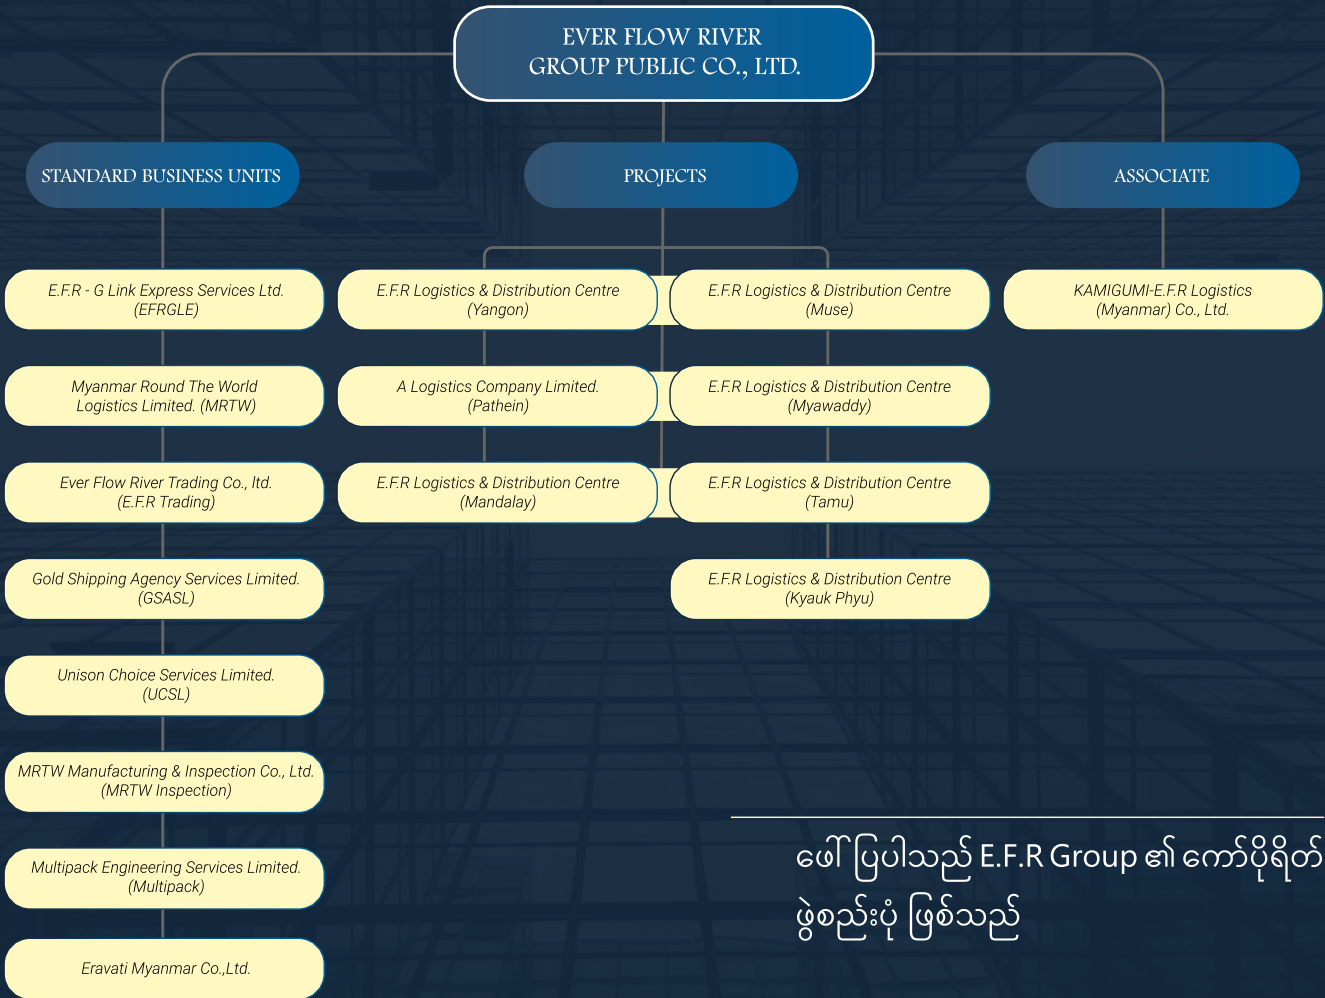 EVER FLOW RIVER
GROUP PUBLIC CO., LTD.
STANDARD BUSINESS UNITS
PROJECTS
ASSOCIATE
E.F.R - G Link Express Services Ltd.
(EFRGLE)
Myanmar Round The World
Logistics Limited. (MRTW)
Ever Flow River Trading Co., ltd.
(E.F.R Trading)
Gold Shipping Agency Services Limited.
(GSASL)
Unison Choice Services Limited.
(UCSL)
MRTW Manufacturing & Inspection Co., Ltd.
(MRTW Inspection)
Multipack Engineering Services Limited.
(Multipack)
Eravati Myanmar Co.,Ltd.
E.F.R Logistics & Distribution Centre
(Yangon)
A Logistics Company Limited.
(Pathein)
E.F.R Logistics & Distribution Centre
(Mandalay)
E.F.R Logistics & Distribution Centre
(Muse)
E.F.R Logistics & Distribution Centre
(Myawaddy)
E.F.R Logistics & Distribution Centre
(Tamu)
E.F.R Logistics & Distribution Centre
(Kyauk Phyu)
KAMIGUMI-E.F.R Logistics
(Myanmar) Co., Ltd.
ဖေါ်ပြပါသည် E.F.R Group ၏ ကော်ပိုရိတ်
ဖွဲ့စည်းပုံ ဖြစ်သည်